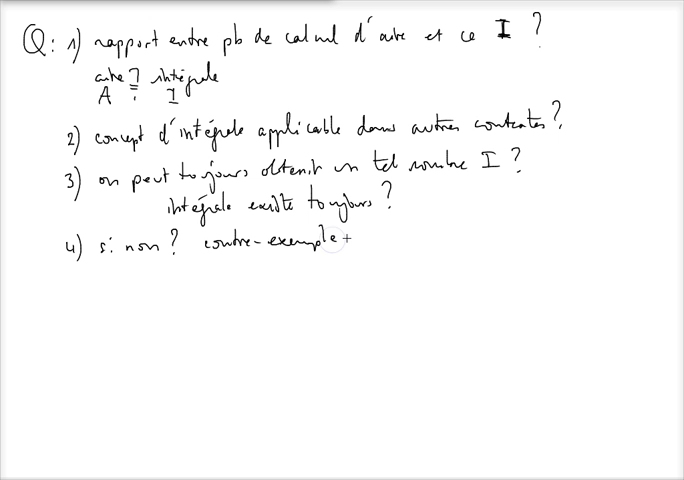 Q: 1) rapport entre pb de calcul d'aire et ce I ?
aire ?= intégrale
A I
2) concept d'intégrale applicable dans autres contextes ?
3) on peut toujours obtenir un tel nombre I ?
intégrale existe toujours ?
4) si non ? contre-exemple +